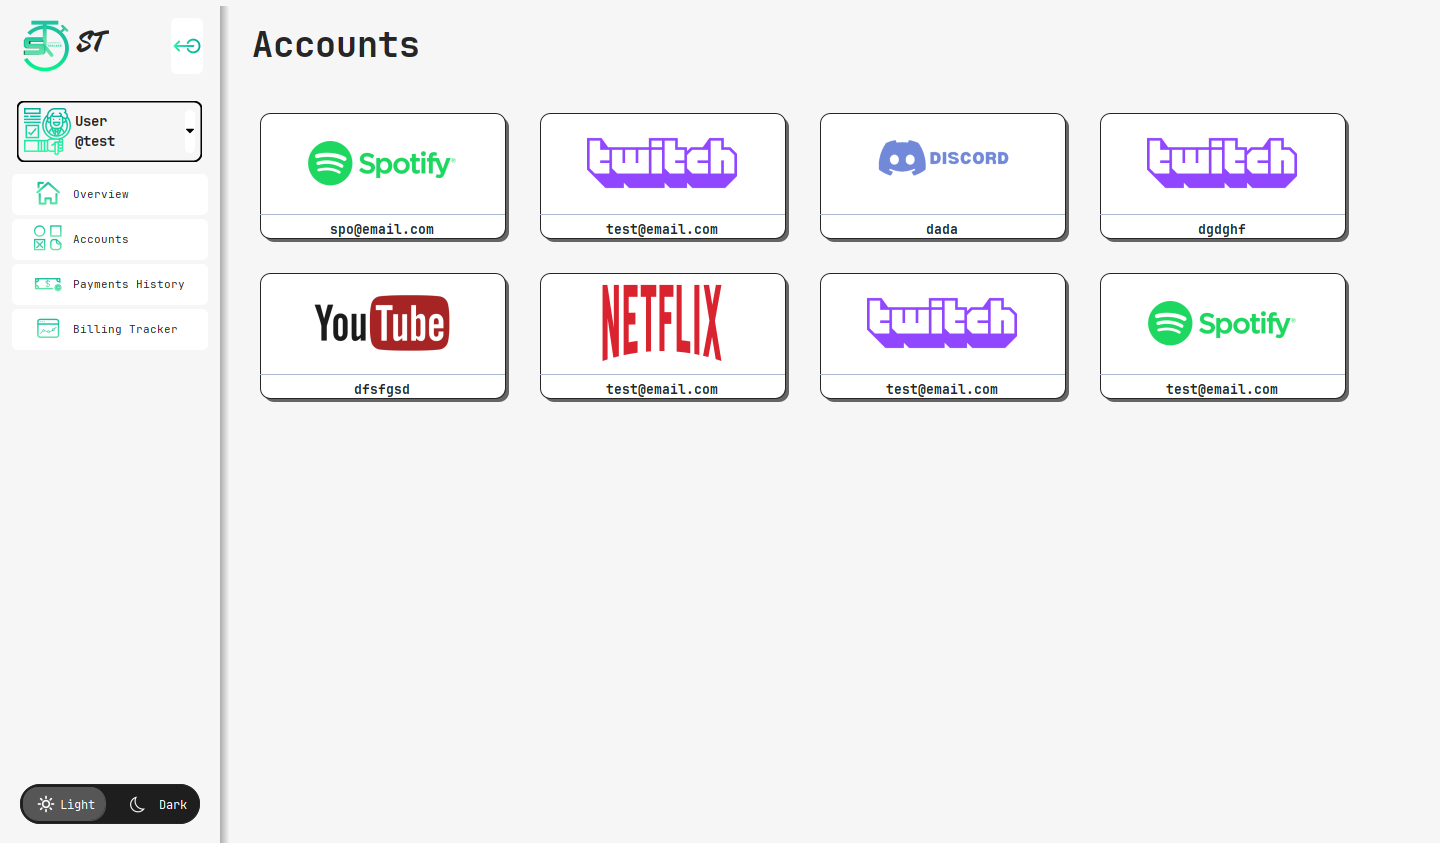 ST
Accounts
User
@test
Overview
Accounts
Payments History
Billing Tracker
Spotify
twitch
DISCORD
twitch
spo@email.com
test@email.com
dada
dgdghf
YouTube
NETFLIX
twitch
Spotify
dfsfgsd
test@email.com
test@email.com
test@email.com
Light
Dark